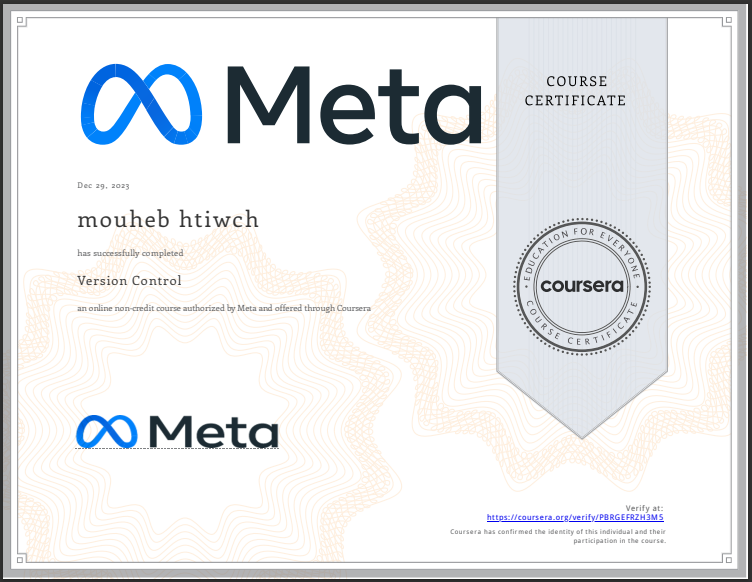 Meta
COURSE
CERTIFICATE
Dec 29, 2023
mouheb htiwch
has successfully completed
Version Control
an online non-credit course authorized by Meta and offered through Coursera
EDUCATION FOR EVERYONE
coursera
COURSE CERTIFICATE
Meta
Verify at:
https://coursera.org/verify/PBRGEFRZH3M5
Coursera has confirmed the identity of this individual and their
participation in the course.